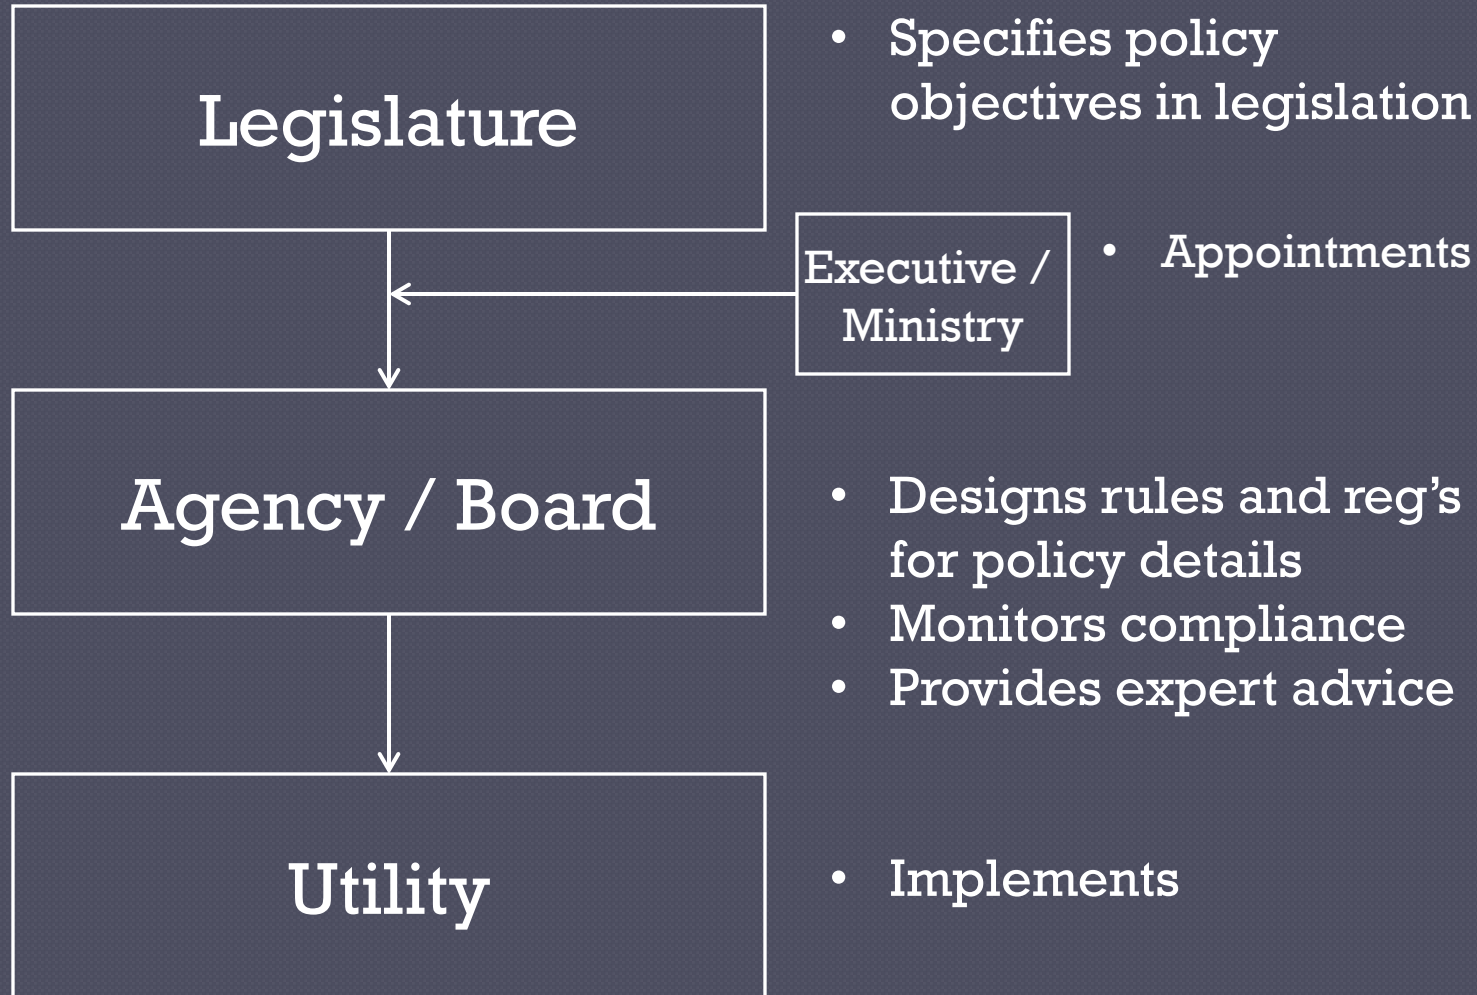 Legislature
• Specifies policy
objectives in legislation
Executive /
Ministry
• Appointments
Agency / Board
• Designs rules and reg’s
for policy details
• Monitors compliance
• Provides expert advice
Utility
• Implements